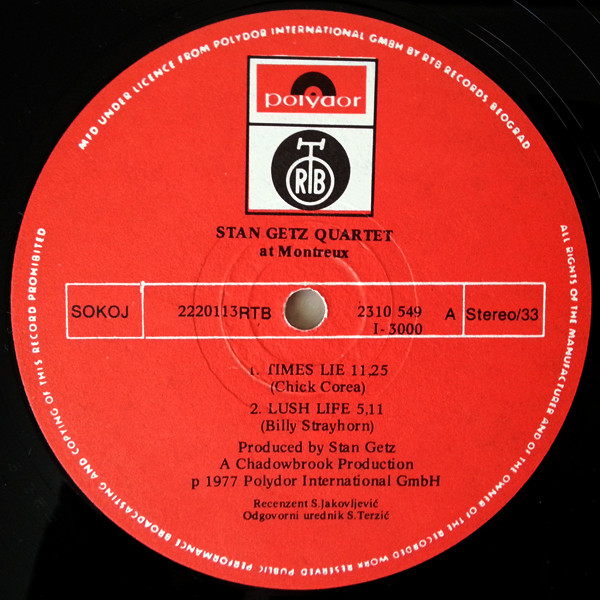 MFD UNDER LICENCE FROM POLYDOR INTERNATIONAL GMBH BY RTB RECORDS BEOGRAD
polydor
RTB
STAN GETZ QUARTET
at Montreux
SOKOJ 2220113RTB 2310 549 A Stereo/33
I-3000
1. TIMES LIE 11,25
(Chick Corea)
2. LUSH LIFE 5,11
(Billy Strayhorn)
Produced by Stan Getz
A Chadowbrook Production
p 1977 Polydor International GmbH
Recenzent S.Jakovljević
Odgovorni urednik S.Terzić
ALL RIGHTS OF THE MANUFACTURER AND OF THE OWNER OF THE RECORDED WORK RESERVED PUBLIC PERFORMANCE BROADCASTING AND COPYING OF THIS RECORD PROHIBITED